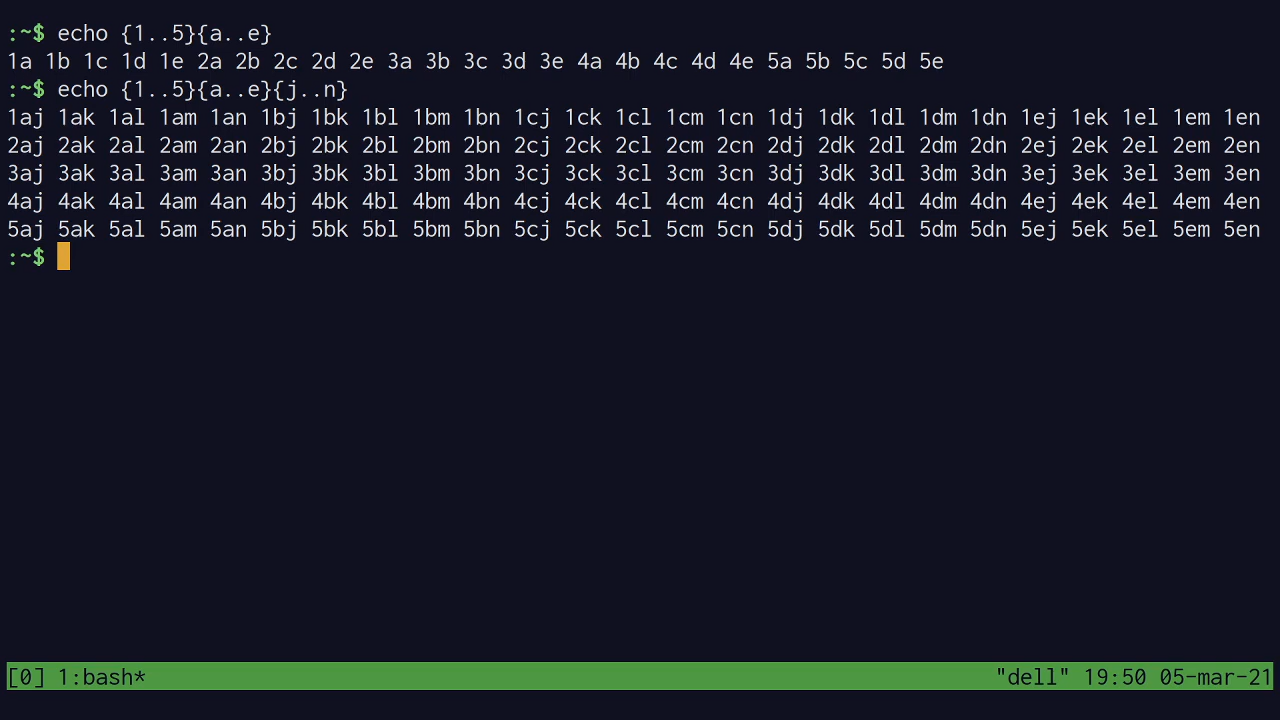 :~$ echo {1..5}{a..e}
1a 1b 1c 1d 1e 2a 2b 2c 2d 2e 3a 3b 3c 3d 3e 4a 4b 4c 4d 4e 5a 5b 5c 5d 5e
:~$ echo {1..5}{a..e}{j..n}
1aj 1ak 1al 1am 1an 1bj 1bk 1bl 1bm 1bn 1cj 1ck 1cl 1cm 1cn 1dj 1dk 1dl 1dm 1dn 1ej 1ek 1el 1em 1en
2aj 2ak 2al 2am 2an 2bj 2bk 2bl 2bm 2bn 2cj 2ck 2cl 2cm 2cn 2dj 2dk 2dl 2dm 2dn 2ej 2ek 2el 2em 2en
3aj 3ak 3al 3am 3an 3bj 3bk 3bl 3bm 3bn 3cj 3ck 3cl 3cm 3cn 3dj 3dk 3dl 3dm 3dn 3ej 3ek 3el 3em 3en
4aj 4ak 4al 4am 4an 4bj 4bk 4bl 4bm 4bn 4cj 4ck 4cl 4cm 4cn 4dj 4dk 4dl 4dm 4dn 4ej 4ek 4el 4em 4en
5aj 5ak 5al 5am 5an 5bj 5bk 5bl 5bm 5bn 5cj 5ck 5cl 5cm 5cn 5dj 5dk 5dl 5dm 5dn 5ej 5ek 5el 5em 5en
:~$
[0] 1:bash* "dell" 19:50 05-mar-21